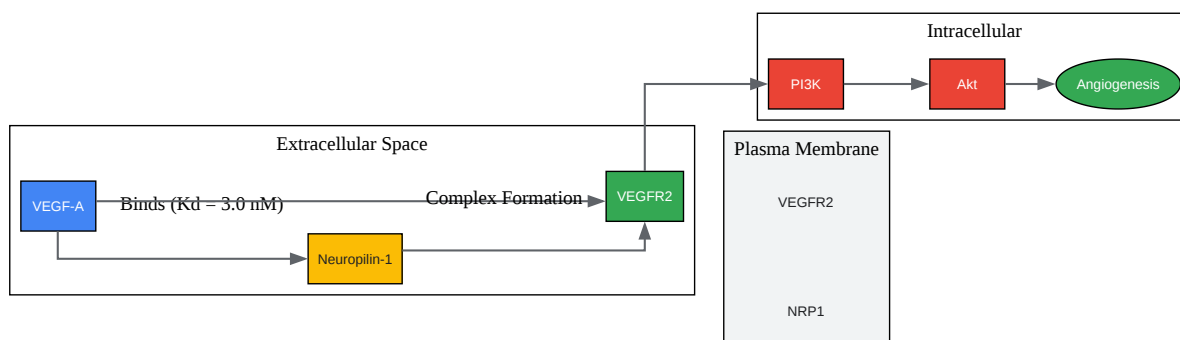 Intracellular
PI3K
Akt
Angiogenesis
Extracellular Space
VEGF-A
Binds (Kd = 3.0 nM)
Complex Formation
VEGFR2
Neuropilin-1
Plasma Membrane
VEGFR2
NRP1